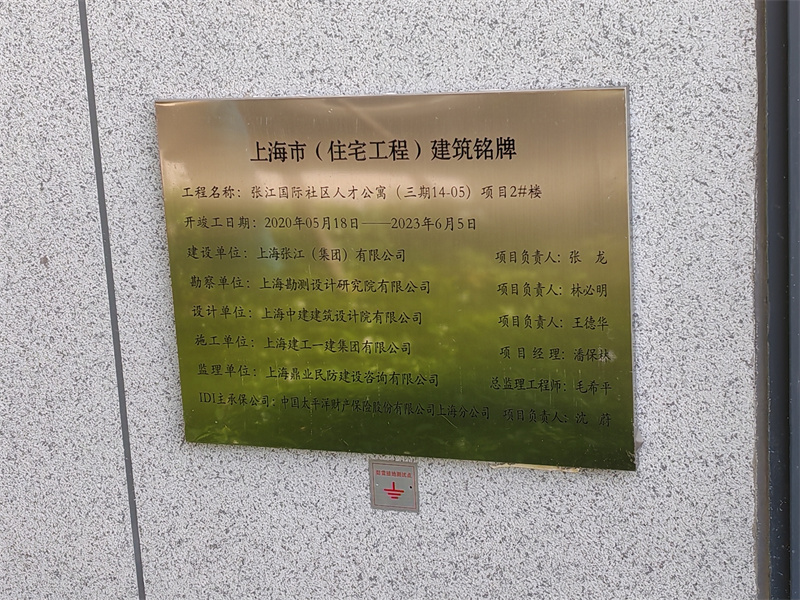 上海市（住宅工程）建筑铭牌
工程名称：张江国际社区人才公寓（三期14-05）项目2#楼
开竣工日期：2020年05月18日——2023年6月5日
建设单位：上海张江（集团）有限公司 项目负责人：张 龙
勘察单位：上海勘测设计研究院有限公司 项目负责人：林必明
设计单位：上海中建建筑设计院有限公司 项目负责人：王德华
施工单位：上海建工一建集团有限公司 项目经理：潘保林
监理单位：上海鼎业民防建设咨询有限公司 总监理工程师：毛希平
IDI主承保公司：中国太平洋财产保险股份有限公司上海分公司 项目负责人：沈 蔚